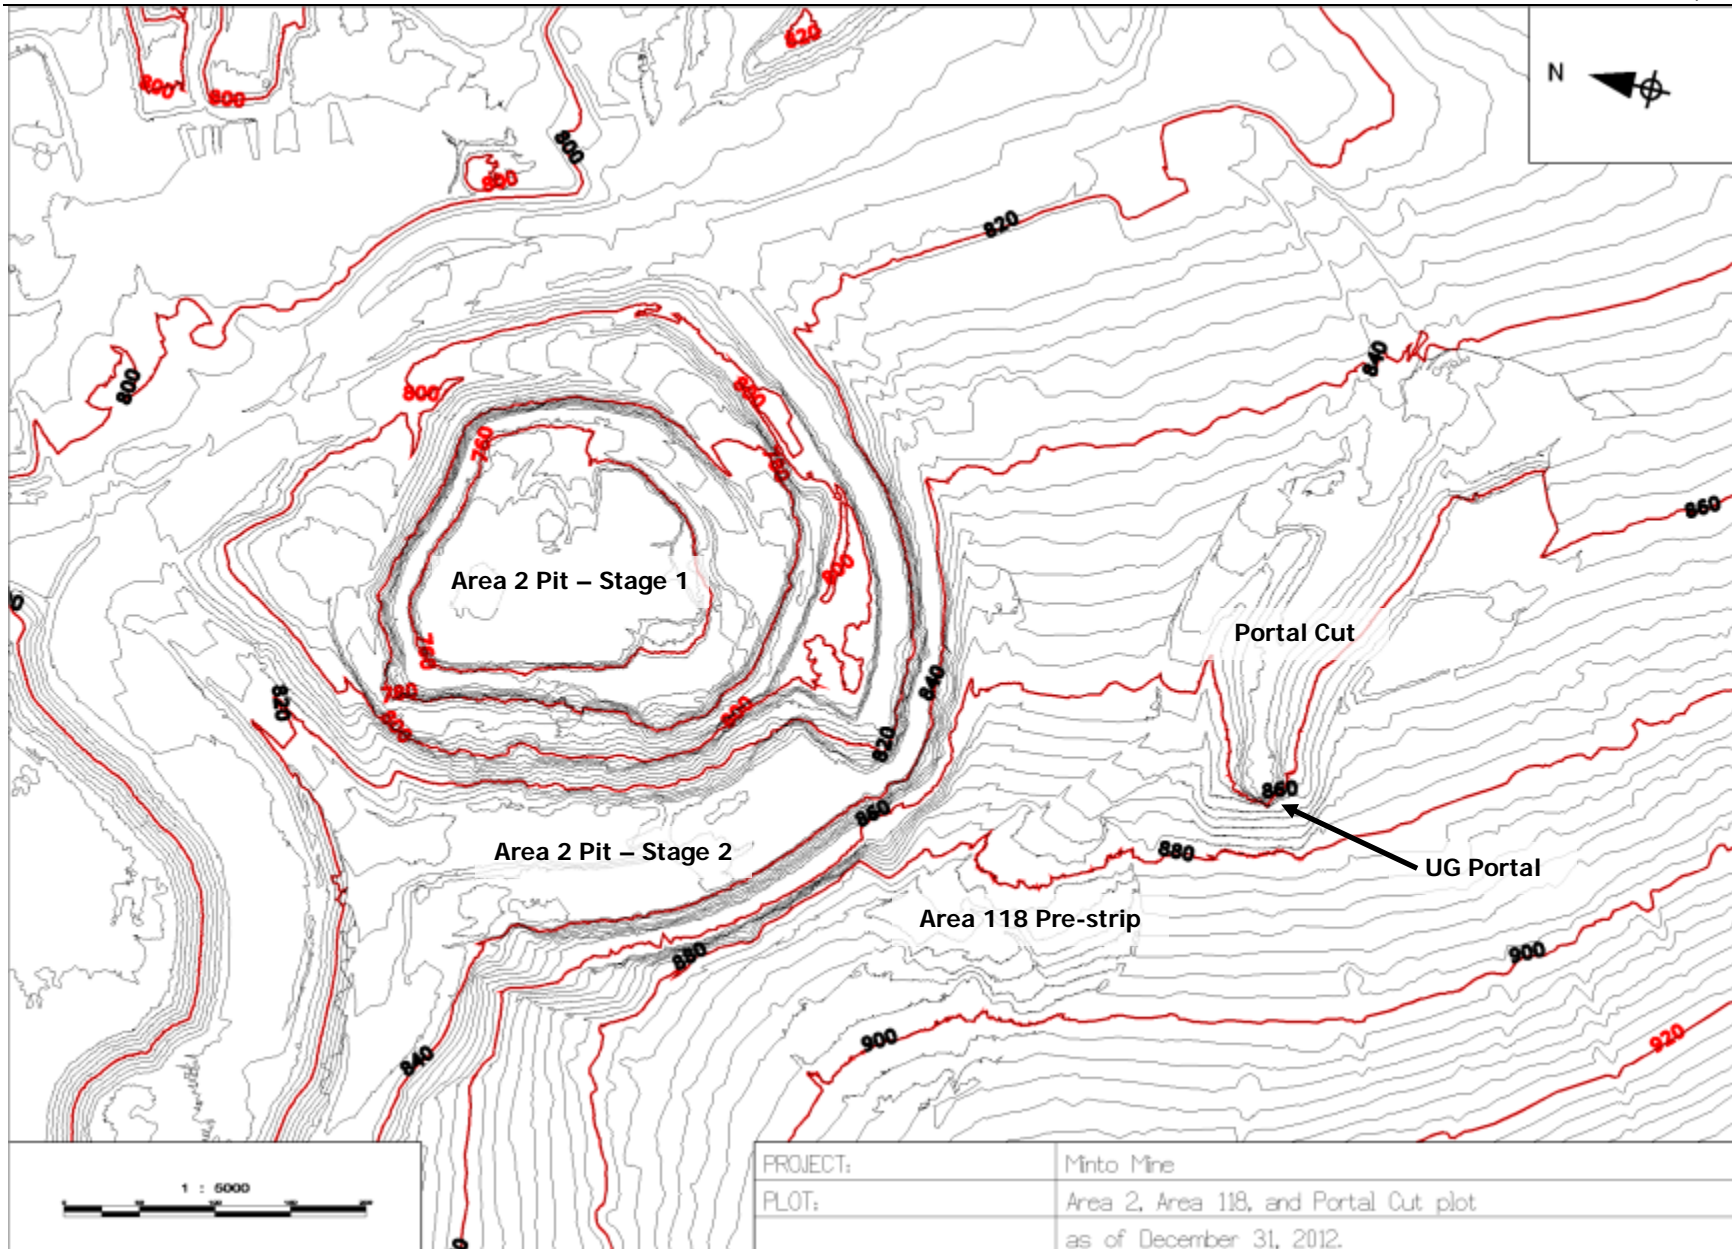 820
N
800
800
800
800
820
840
800
800
800
760
780
860
Area 2 Pit – Stage 1
800
Portal Cut
760
780
820
840
800
800
820
860
860
Area 2 Pit – Stage 2
880
UG Portal
Area 118 Pre-strip
880
900
900
920
840
1 : 5000
PROJECT:
Minto Mine
PLOT:
Area 2, Area 118, and Portal Cut plot
as of December 31, 2012.